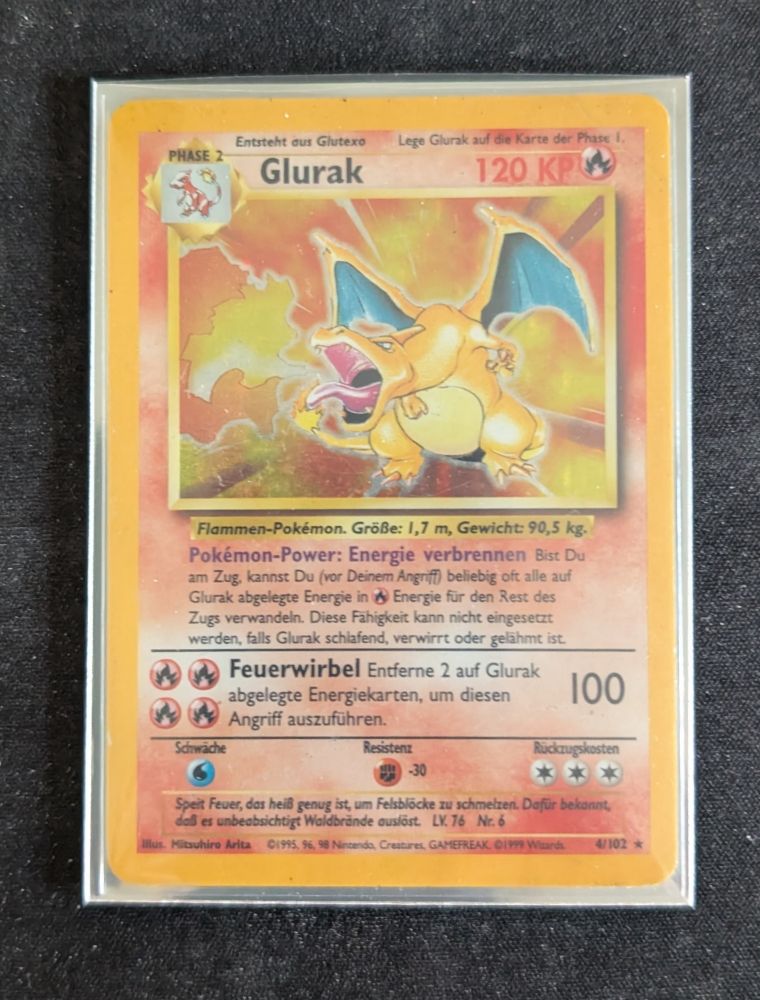 Entsteht aus Glutexo Lege Glurak auf die Karte der Phase 1.
PHASE 2
Glurak 120 KP
Flammen-Pokémon. Größe: 1,7 m, Gewicht: 90,5 kg.
Pokémon-Power: Energie verbrennen Bist Du
am Zug, kannst Du (vor Deinem Angriff) beliebig oft alle auf
Glurak abgelegte Energie in Energie für den Rest des
Zugs verwandeln. Diese Fähigkeit kann nicht eingesetzt
werden, falls Glurak schlafend, verwirrt oder gelähmt ist.
Feuerwirbel Entferne 2 auf Glurak
abgelegte Energiekarten, um diesen
Angriff auszuführen.
100
Schwäche Resistenz Rückzugskosten
-30
Speit Feuer, das heiß genug ist, um Felsblöcke zu schmelzen. Dafür bekannt,
daß es unbeabsichtigt Waldbrände auslöst. LV. 76 Nr. 6
Illus. Mitsuhiro Arita ©1995, 96, 98 Nintendo, Creatures, GAMEFREAK. ©1999 Wizards. 4/102 ★